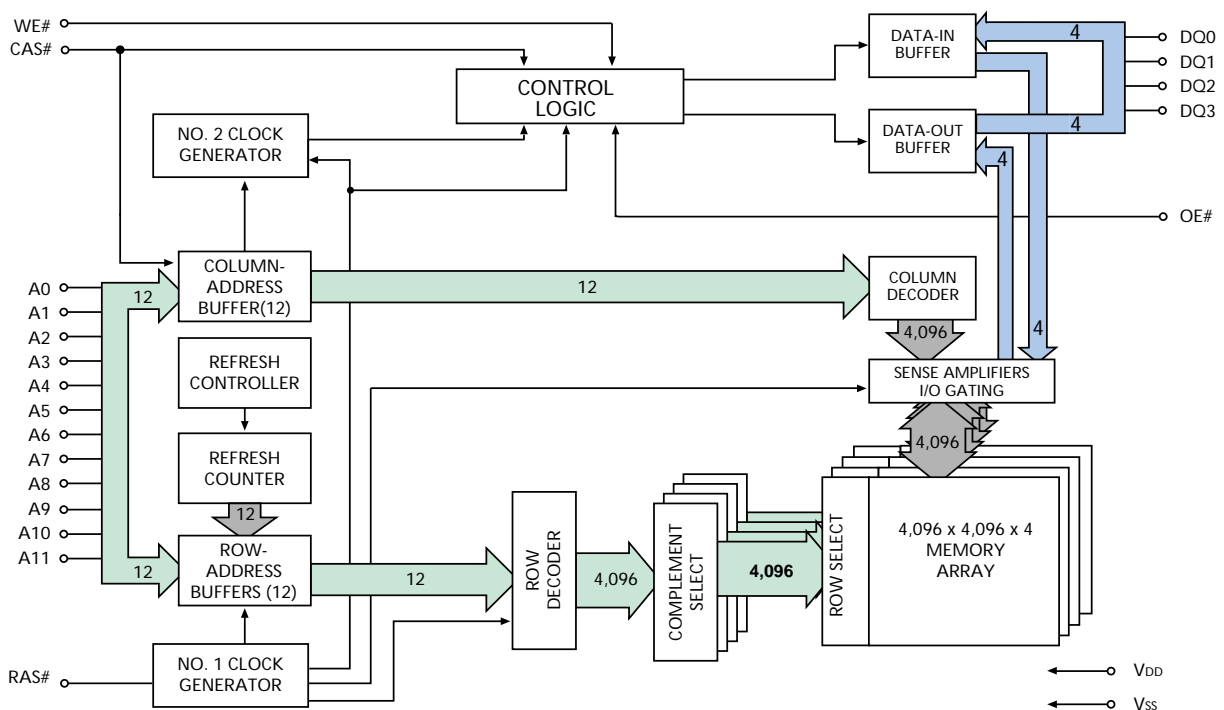 WE#
CAS#
CONTROL
LOGIC
DATA-IN
BUFFER
4
DQ0
DQ1
DQ2
DQ3
NO. 2 CLOCK
GENERATOR
DATA-OUT
BUFFER
4
4
OE#
COLUMN-
ADDRESS
BUFFER(12)
12
12
COLUMN
DECODER
A0
A1
A2
A3
A4
A5
A6
A7
A8
A9
A10
A11
4,096
4
REFRESH
CONTROLLER
SENSE AMPLIFIERS
I/O GATING
REFRESH
COUNTER
4,096
12
ROW-
ADDRESS
BUFFERS (12)
12
12
ROW
DECODER
4,096
COMPLEMENT
SELECT
4,096
ROW SELECT
4,096 x 4,096 x 4
MEMORY
ARRAY
RAS#
NO. 1 CLOCK
GENERATOR
VDD
VSS